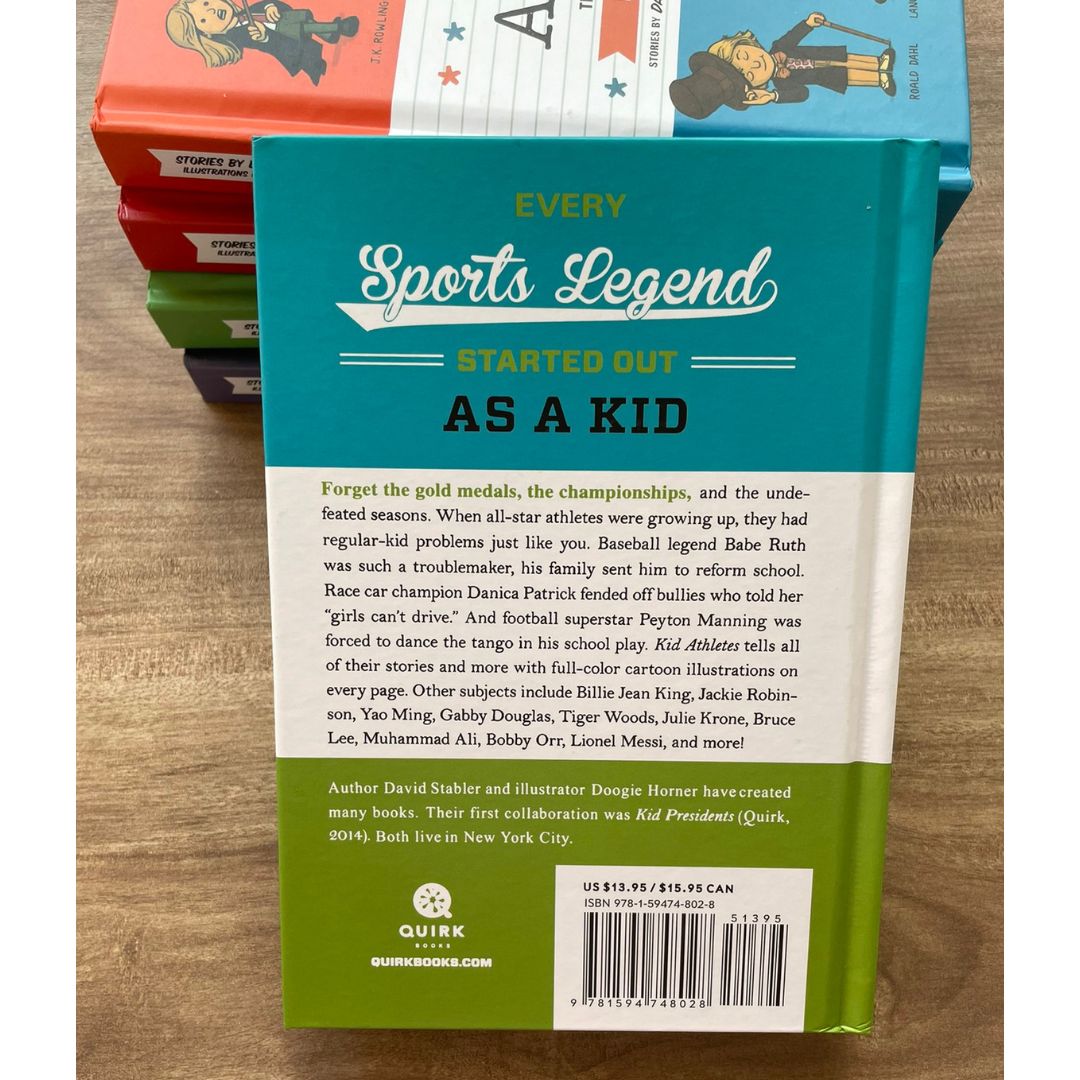 J.K. ROWLING
STORIES BY
ROALD DAHL
STORIES BY
ILLUSTRATIONS
STORIES
EVERY
Sports Legend
STARTED OUT
AS A KID
Forget the gold medals, the championships, and the unde-
feated seasons. When all-star athletes were growing up, they had
regular-kid problems just like you. Baseball legend Babe Ruth
was such a troublemaker, his family sent him to reform school.
Race car champion Danica Patrick fended off bullies who told her
“girls can’t drive.” And football superstar Peyton Manning was
forced to dance the tango in his school play. Kid Athletes tells all
of their stories and more with full-color cartoon illustrations on
every page. Other subjects include Billie Jean King, Jackie Robin-
son, Yao Ming, Gabby Douglas, Tiger Woods, Julie Krone, Bruce
Lee, Muhammad Ali, Bobby Orr, Lionel Messi, and more!
Author David Stabler and illustrator Doogie Horner have created
many books. Their first collaboration was Kid Presidents (Quirk,
2014). Both live in New York City.
QUIRK
BOOKS
QUIRKBOOKS.COM
US $13.95 / $15.95 CAN
ISBN 978-1-59474-802-8
51395
9 781594 748028